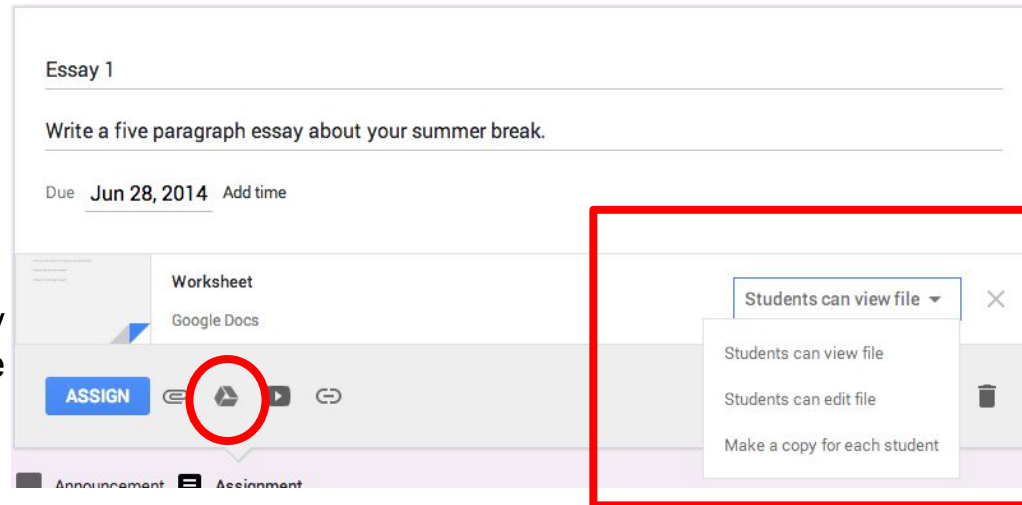 Essay 1
Write a five paragraph essay about your summer break.
Due Jun 28, 2014 Add time
Worksheet
Google Docs
Students can view file
Students can view file
Students can edit file
Make a copy for each student
ASSIGN
Announcement Assignment